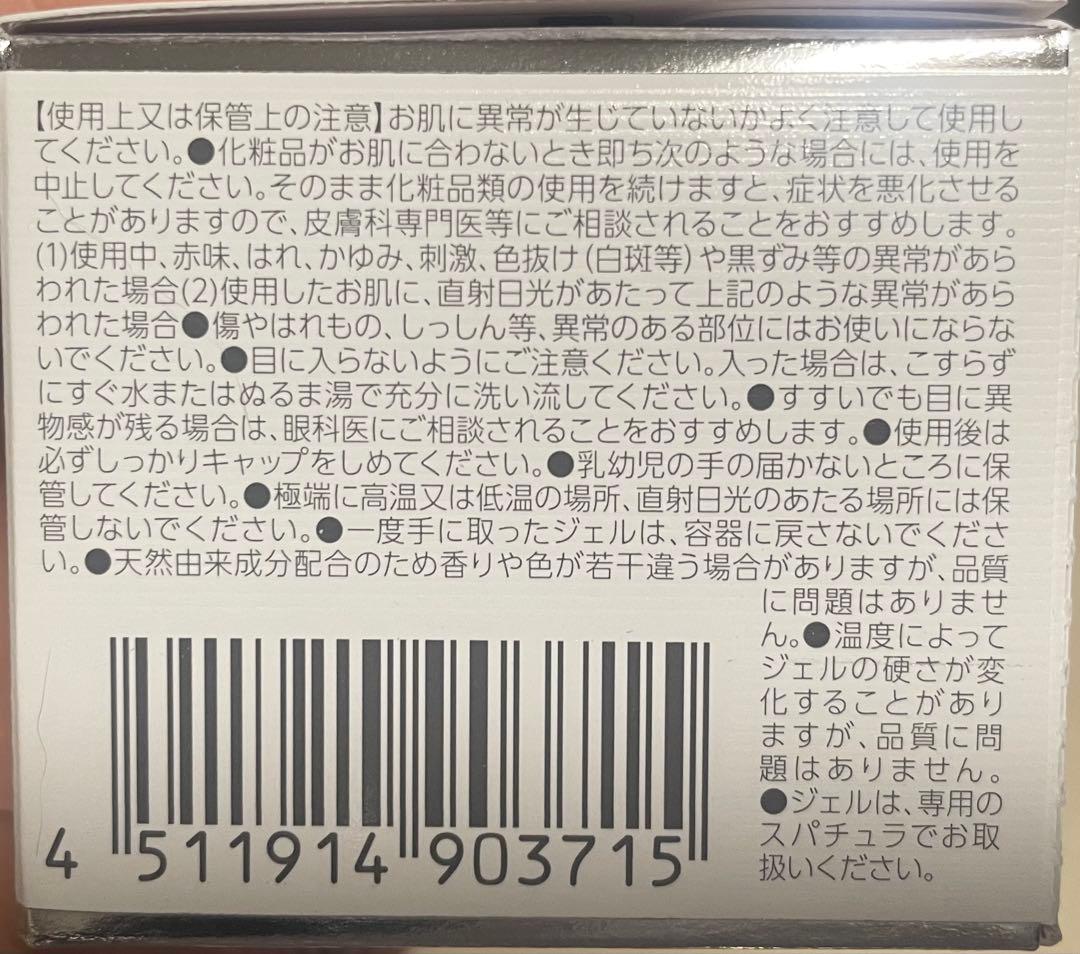 【使用上又は保管上の注意】お肌に異常が生じていないかよく注意して使用し
てください。●化粧品がお肌に合わないとき即ち次のような場合には、使用を
中止してください。そのまま化粧品類の使用を続けますと、症状を悪化させる
ことがありますので、皮膚科専門医等にご相談されることをおすすめします。
(1)使用中、赤味、はれ、かゆみ、刺激、色抜け(白斑等)や黒ずみ等の異常があら
われた場合(2)使用したお肌に、直射日光があたって上記のような異常があら
われた場合●傷やはれもの、しっしん等、異常のある部位にはお使いにならな
いでください。●目に入らないようにご注意ください。入った場合は、こすらず
にすぐ水またはぬるま湯で充分に洗い流してください。●すすいでも目に異
物感が残る場合は、眼科医にご相談されることをおすすめします。●使用後は
必ずしっかりキャップをしめてください。●乳幼児の手の届かないところに保
管してください。●極端に高温又は低温の場所、直射日光のあたる場所には保
管しないでください。●一度手に取ったジェルは、容器に戻さないでくださ
い。●天然由来成分配合のため香りや色が若干違う場合がありますが、品質
に問題はありませ
ん。●温度によって
ジェルの硬さが変
化することがあり
ますが、品質に問
題はありません。
●ジェルは、専用の
スパチュラでお取
扱いください。
4 511914 903715